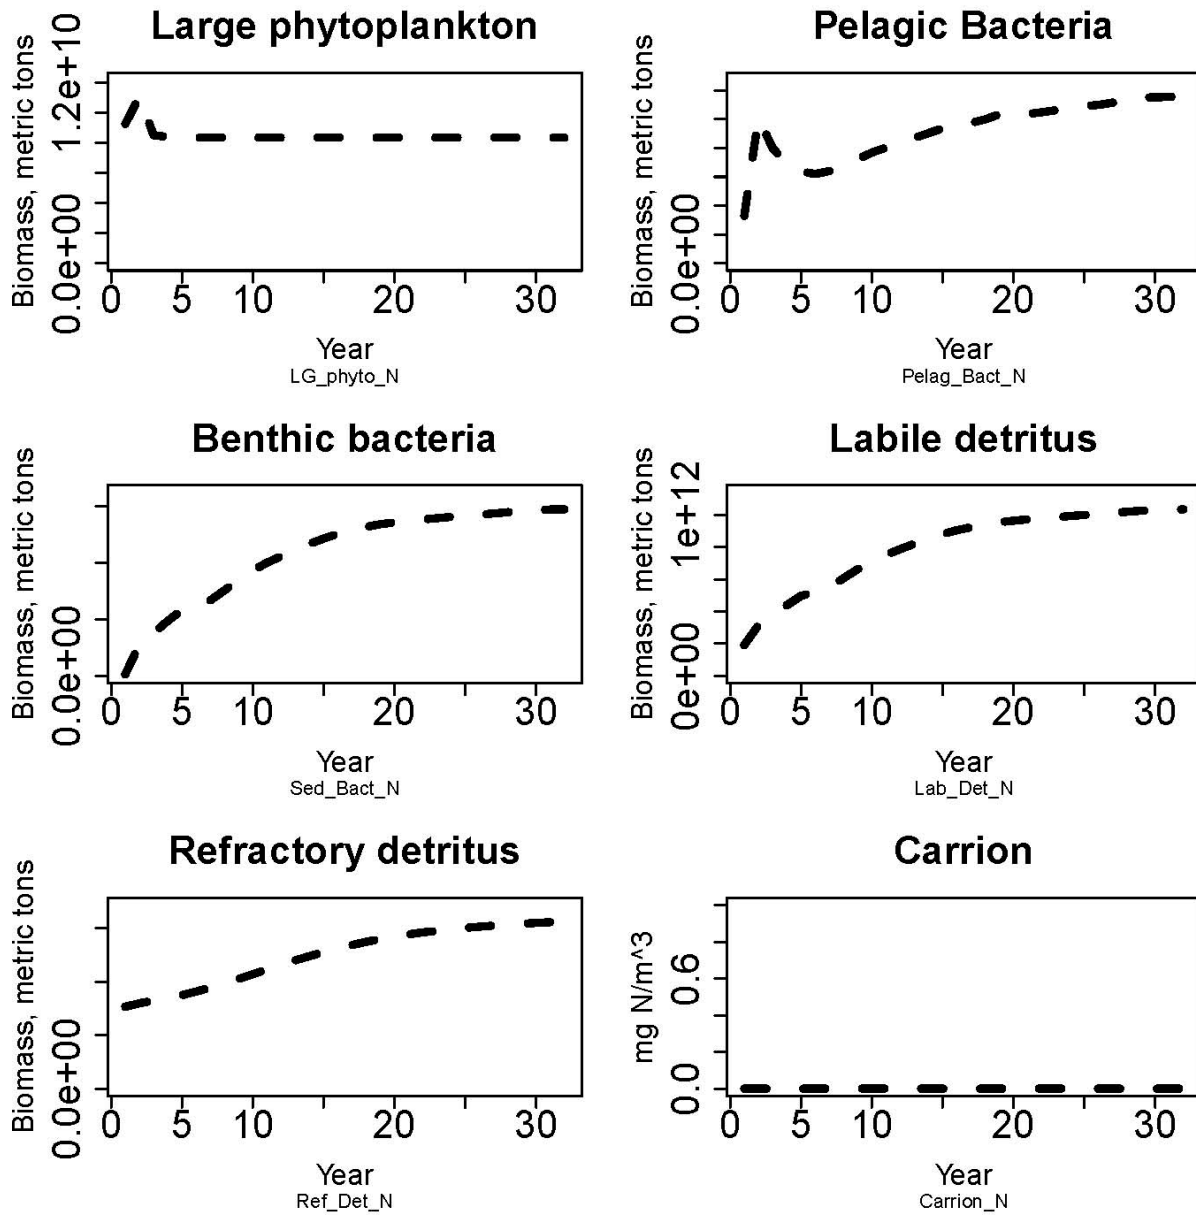 Large phytoplankton
Biomass, metric tons
0.0e+00 1.2e+10
0 5 10 20 30
Year
LG_phyto_N
Pelagic Bacteria
Biomass, metric tons
0.0e+00
0 5 10 20 30
Year
Pelag_Bact_N
Benthic bacteria
Biomass, metric tons
0.0e+00
0 5 10 20 30
Year
Sed_Bact_N
Labile detritus
Biomass, metric tons
0e+00 1e+12
0 5 10 20 30
Year
Lab_Det_N
Refractory detritus
Biomass, metric tons
0.0e+00
0 5 10 20 30
Year
Ref_Det_N
Carrion
mg N/m^3
0.0 0.6
0 5 10 20 30
Year
Carrion_N